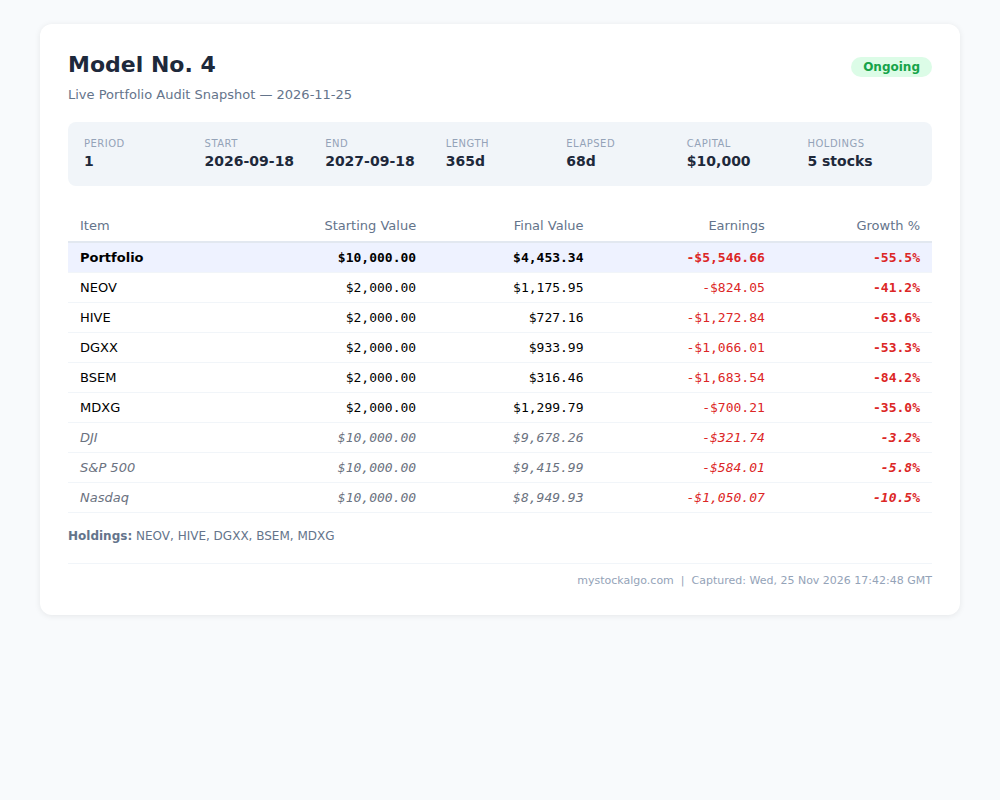 Model No. 4
Ongoing
Live Portfolio Audit Snapshot — 2026-11-25
PERIOD START END LENGTH ELAPSED CAPITAL HOLDINGS
1 2026-09-18 2027-09-18 365d 68d $10,000 5 stocks
Item Starting Value Final Value Earnings Growth %
Portfolio $10,000.00 $4,453.34 -$5,546.66 -55.5%
NEOV $2,000.00 $1,175.95 -$824.05 -41.2%
HIVE $2,000.00 $727.16 -$1,272.84 -63.6%
DGXX $2,000.00 $933.99 -$1,066.01 -53.3%
BSEM $2,000.00 $316.46 -$1,683.54 -84.2%
MDXG $2,000.00 $1,299.79 -$700.21 -35.0%
DJI $10,000.00 $9,678.26 -$321.74 -3.2%
S&P 500 $10,000.00 $9,415.99 -$584.01 -5.8%
Nasdaq $10,000.00 $8,949.93 -$1,050.07 -10.5%
Holdings: NEOV, HIVE, DGXX, BSEM, MDXG
mystockalgo.com | Captured: Wed, 25 Nov 2026 17:42:48 GMT